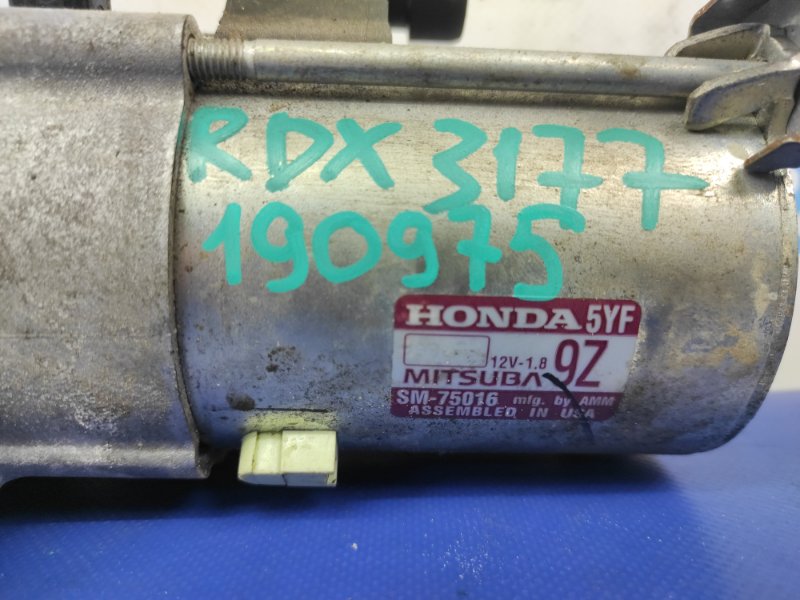 RDX 3177
190975
HONDA 5YF
12V-1.8 9Z
MITSUBA
SM-75016 mfg. by AMM
ASSEMBLED IN USA